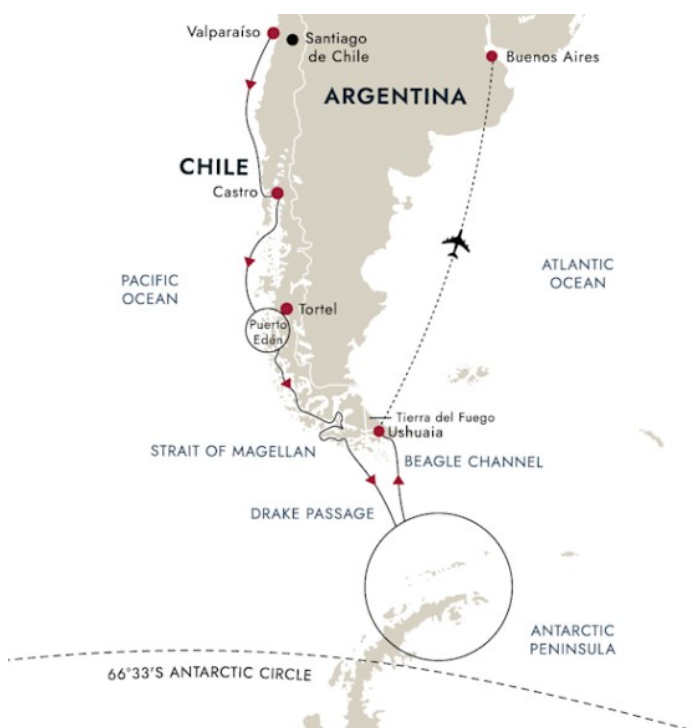 Valparaíso
Santiago
de Chile
Buenos Aires
ARGENTINA
CHILE
Castro
PACIFIC
OCEAN
ATLANTIC
OCEAN
Tortel
Puerto
Edén
Tierra del Fuego
Ushuaia
STRAIT OF MAGELLAN
BEAGLE CHANNEL
DRAKE PASSAGE
ANTARCTIC
PENINSULA
66°33'S ANTARCTIC CIRCLE